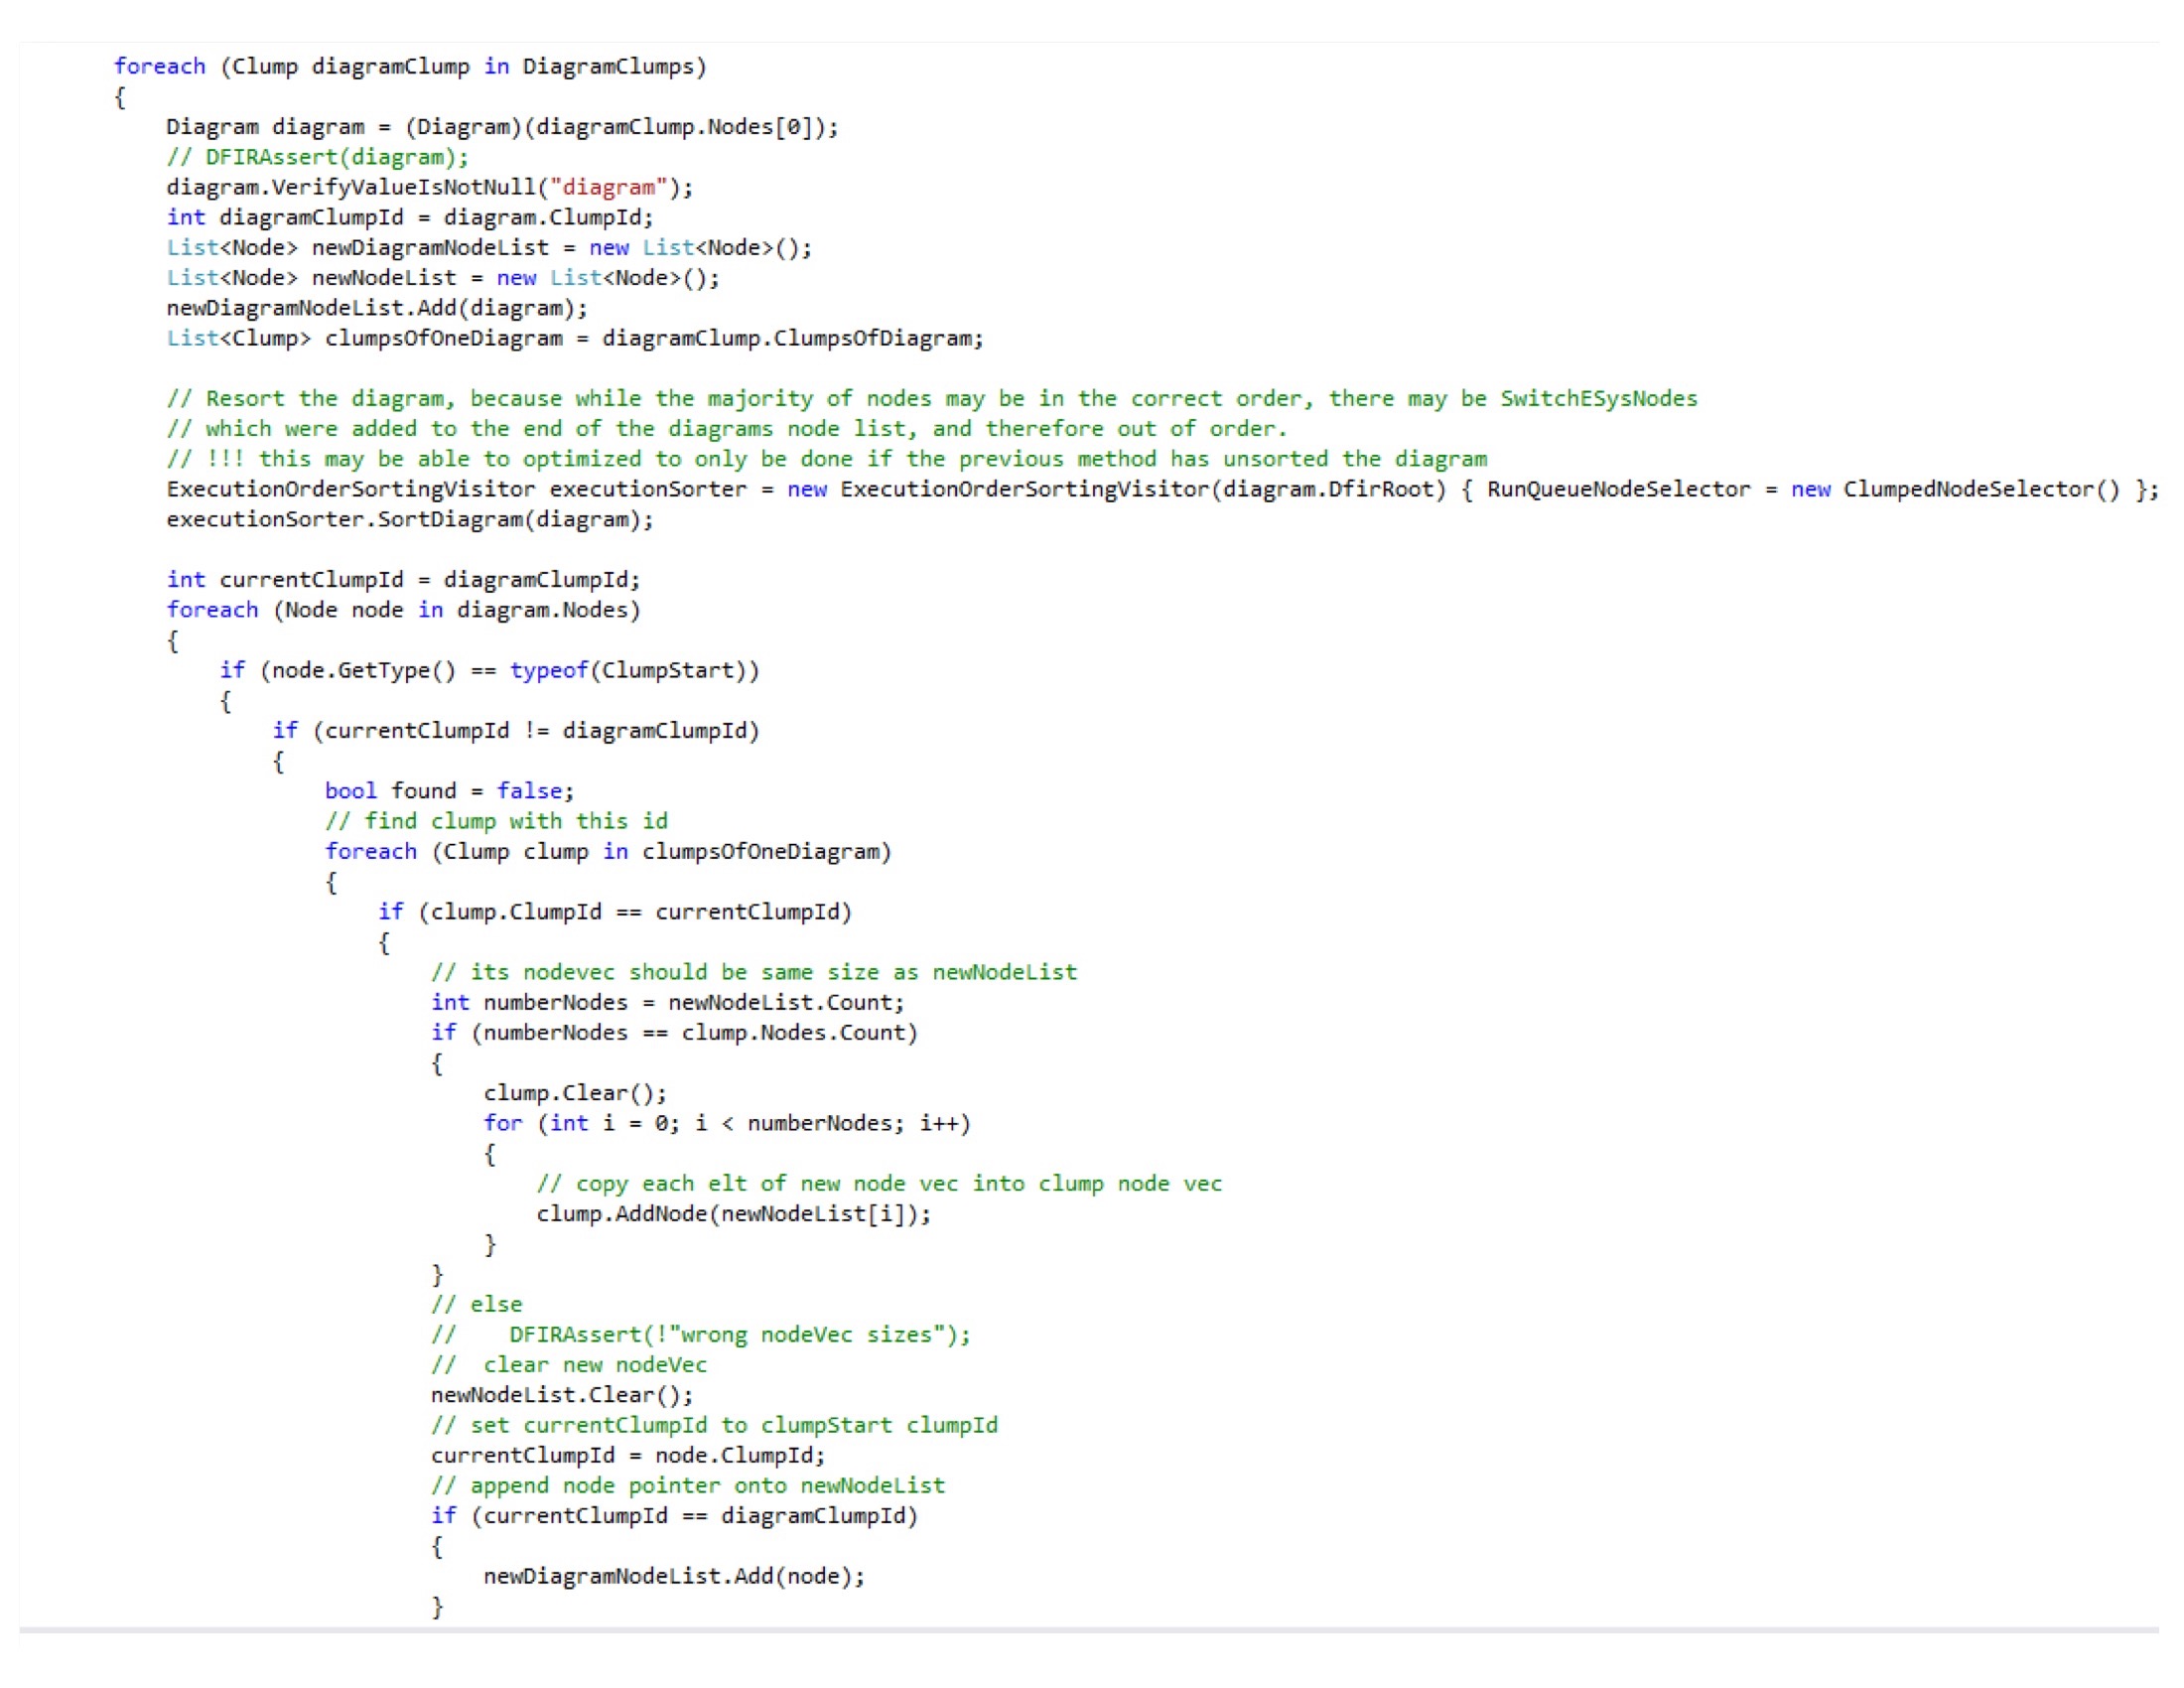 foreach (Clump diagramClump in DiagramClumps)
{
Diagram diagram = (Diagram)(diagramClump.Nodes[0]);
// DFIRAssert(diagram);
diagram.VerifyValueIsNotNull("diagram");
int diagramClumpId = diagram.ClumpId;
List<Node> newDiagramNodeList = new List<Node>();
List<Node> newNodeList = new List<Node>();
newDiagramNodeList.Add(diagram);
List<Clump> clumpsOfOneDiagram = diagramClump.ClumpsOfDiagram;
// Resort the diagram, because while the majority of nodes may be in the correct order, there may be SwitchESysNodes
// which were added to the end of the diagrams node list, and therefore out of order.
// !!! this may be able to optimized to only be done if the previous method has unsorted the diagram
ExecutionOrderSortingVisitor executionSorter = new ExecutionOrderSortingVisitor(diagram.DfirRoot) { RunQueueNodeSelector = new ClumpedNodeSelector() };
executionSorter.SortDiagram(diagram);
int currentClumpId = diagramClumpId;
foreach (Node node in diagram.Nodes)
{
if (node.GetType() == typeof(ClumpStart))
{
if (currentClumpId != diagramClumpId)
{
bool found = false;
// find clump with this id
foreach (Clump clump in clumpsOfOneDiagram)
{
if (clump.ClumpId == currentClumpId)
{
// its nodevec should be same size as newNodeList
int numberNodes = newNodeList.Count;
if (numberNodes == clump.Nodes.Count)
{
clump.Clear();
for (int i = 0; i < numberNodes; i++)
{
// copy each elt of new node vec into clump node vec
clump.AddNode(newNodeList[i]);
}
}
// else
//    DFIRAssert(!"wrong nodeVec sizes");
//  clear new nodeVec
newNodeList.Clear();
// set currentClumpId to clumpStart clumpId
currentClumpId = node.ClumpId;
// append node pointer onto newNodeList
if (currentClumpId == diagramClumpId)
{
newDiagramNodeList.Add(node);
}